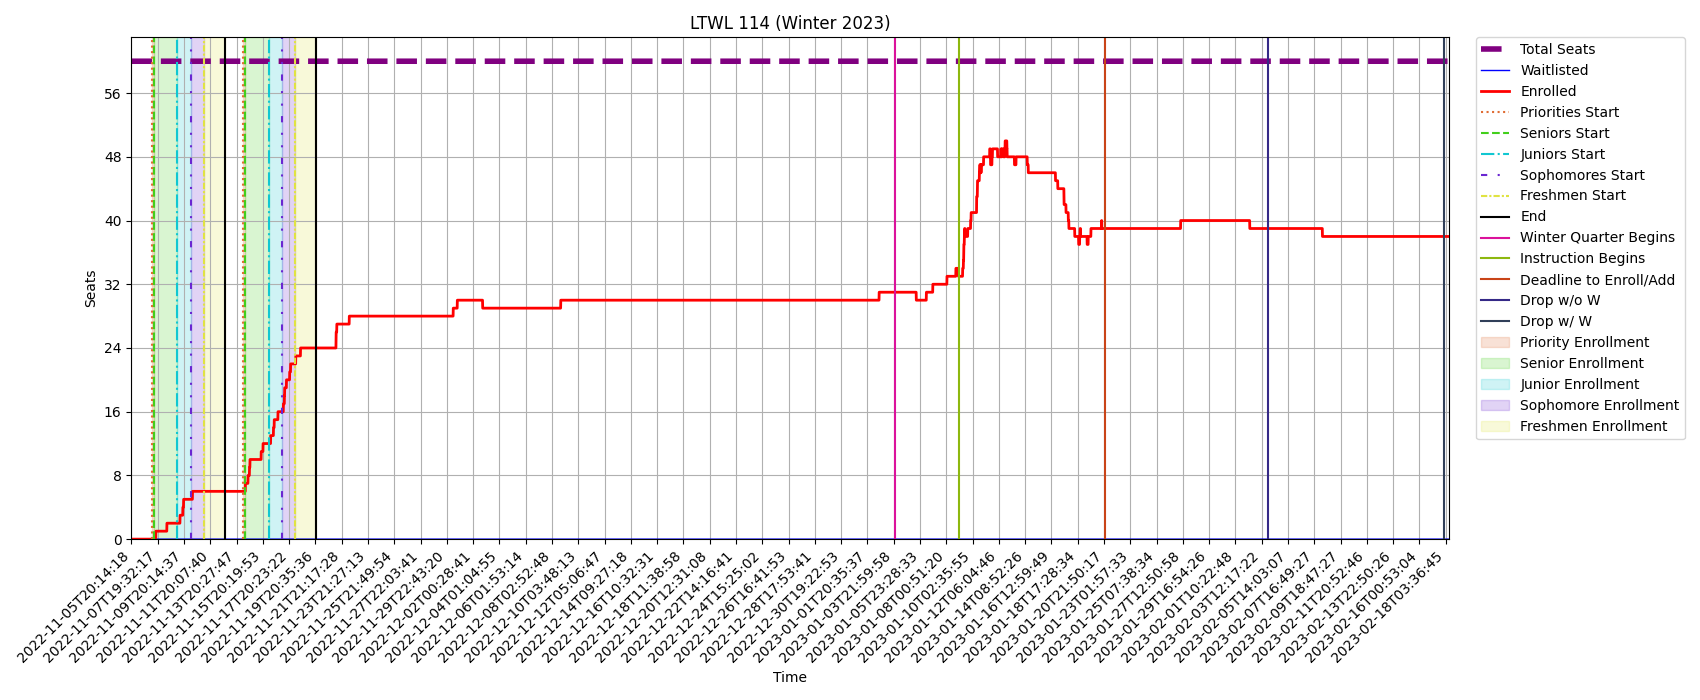 LTWL 114 (Winter 2023)
Seats
56
48
40
32
24
16
8
0
2022-11-05T20:14:18
2022-11-07T19:32:17
2022-11-09T20:14:37
2022-11-11T20:07:40
2022-11-13T20:27:47
2022-11-15T20:19:53
2022-11-17T20:23:22
2022-11-19T20:35:36
2022-11-21T21:17:28
2022-11-23T21:27:13
2022-11-25T21:49:54
2022-11-27T22:03:41
2022-11-29T22:43:20
2022-12-02T00:28:41
2022-12-04T01:04:55
2022-12-06T01:53:14
2022-12-08T02:52:48
2022-12-10T03:48:13
2022-12-12T05:06:47
2022-12-14T09:27:18
2022-12-16T10:32:31
2022-12-18T11:38:58
2022-12-20T12:31:08
2022-12-22T14:16:41
2022-12-24T15:25:02
2022-12-26T16:41:53
2022-12-28T17:53:41
2022-12-30T19:22:53
2023-01-01T20:35:37
2023-01-03T21:59:58
2023-01-05T23:28:33
2023-01-08T00:51:20
2023-01-10T02:35:55
2023-01-12T06:04:46
2023-01-14T08:52:26
2023-01-16T12:59:49
2023-01-18T17:28:34
2023-01-20T21:50:17
2023-01-23T01:57:33
2023-01-25T07:38:34
2023-01-27T12:50:58
2023-01-29T16:54:26
2023-02-01T10:22:48
2023-02-03T12:17:22
2023-02-05T14:03:07
2023-02-07T16:49:27
2023-02-09T18:47:27
2023-02-11T20:52:46
2023-02-13T22:50:26
2023-02-16T00:53:04
2023-02-18T03:36:45
Time
Total Seats
Waitlisted
Enrolled
Priorities Start
Seniors Start
Juniors Start
Sophomores Start
Freshmen Start
End
Winter Quarter Begins
Instruction Begins
Deadline to Enroll/Add
Drop w/o W
Drop w/ W
Priority Enrollment
Senior Enrollment
Junior Enrollment
Sophomore Enrollment
Freshmen Enrollment